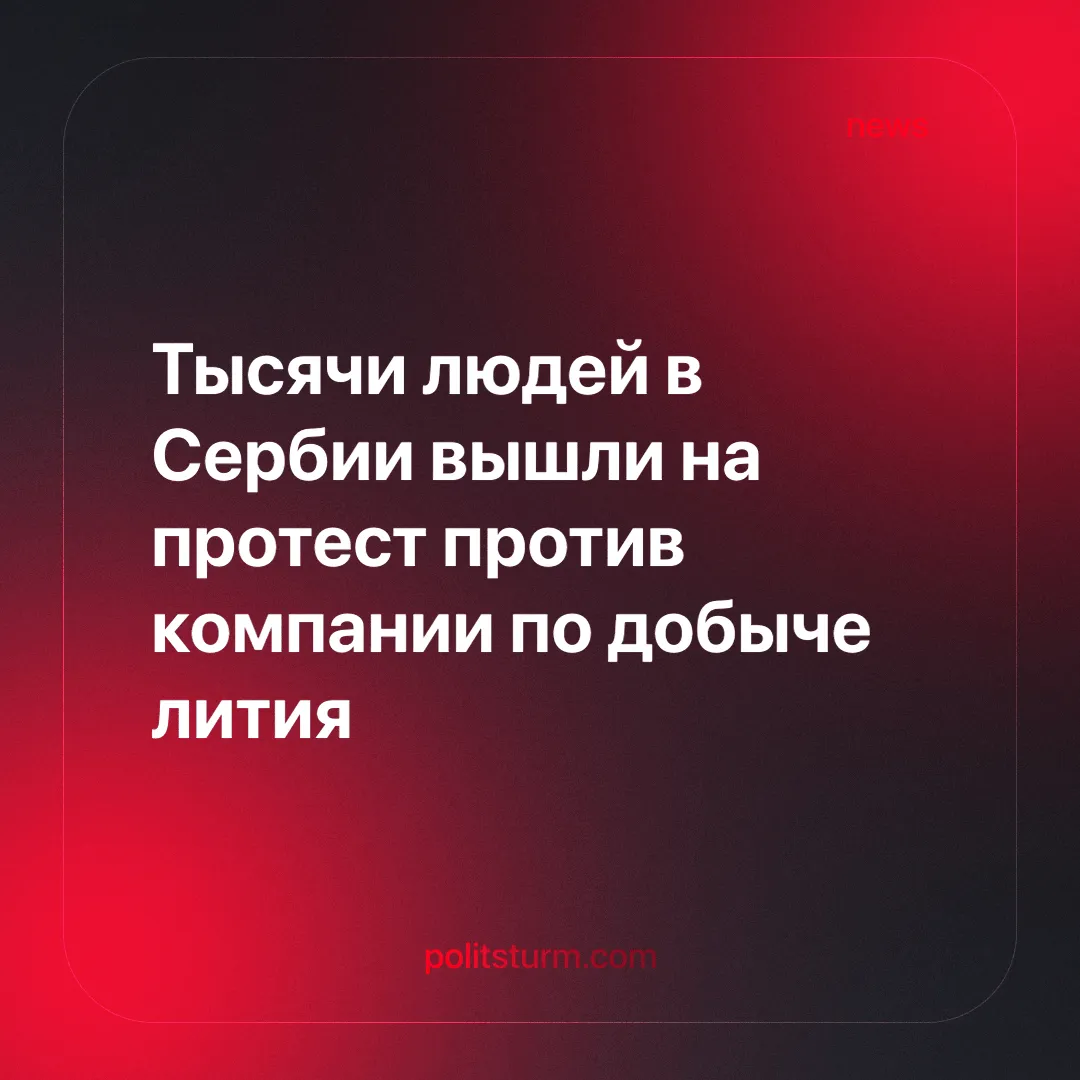 news
Тысячи людей в
Сербии вышли на
протест против
компании по добыче
лития
politsturm.com